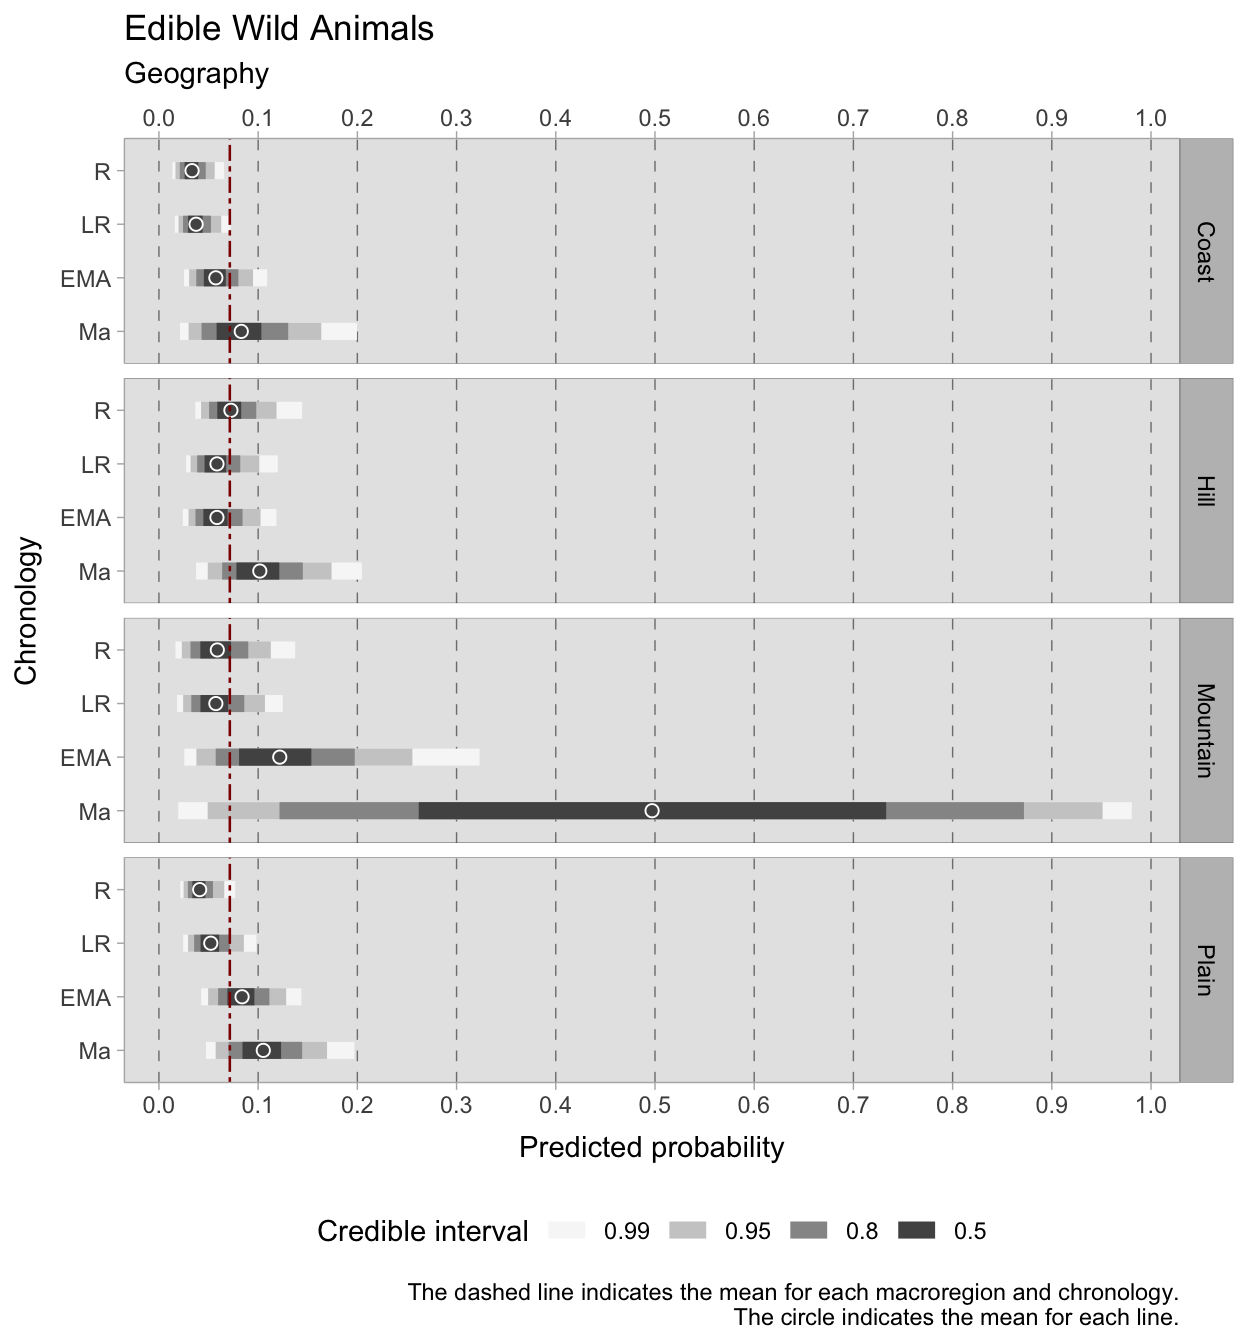 Edible Wild Animals
Geography
0.0 0.1 0.2 0.3 0.4 0.5 0.6 0.7 0.8 0.9 1.0
R
LR
EMA
Ma
Coast
R
LR
EMA
Ma
Hill
Chronology
R
LR
EMA
Ma
Mountain
R
LR
EMA
Ma
Plain
0.0 0.1 0.2 0.3 0.4 0.5 0.6 0.7 0.8 0.9 1.0
Predicted probability
Credible interval 0.99 0.95 0.8 0.5
The dashed line indicates the mean for each macroregion and chronology.
The circle indicates the mean for each line.